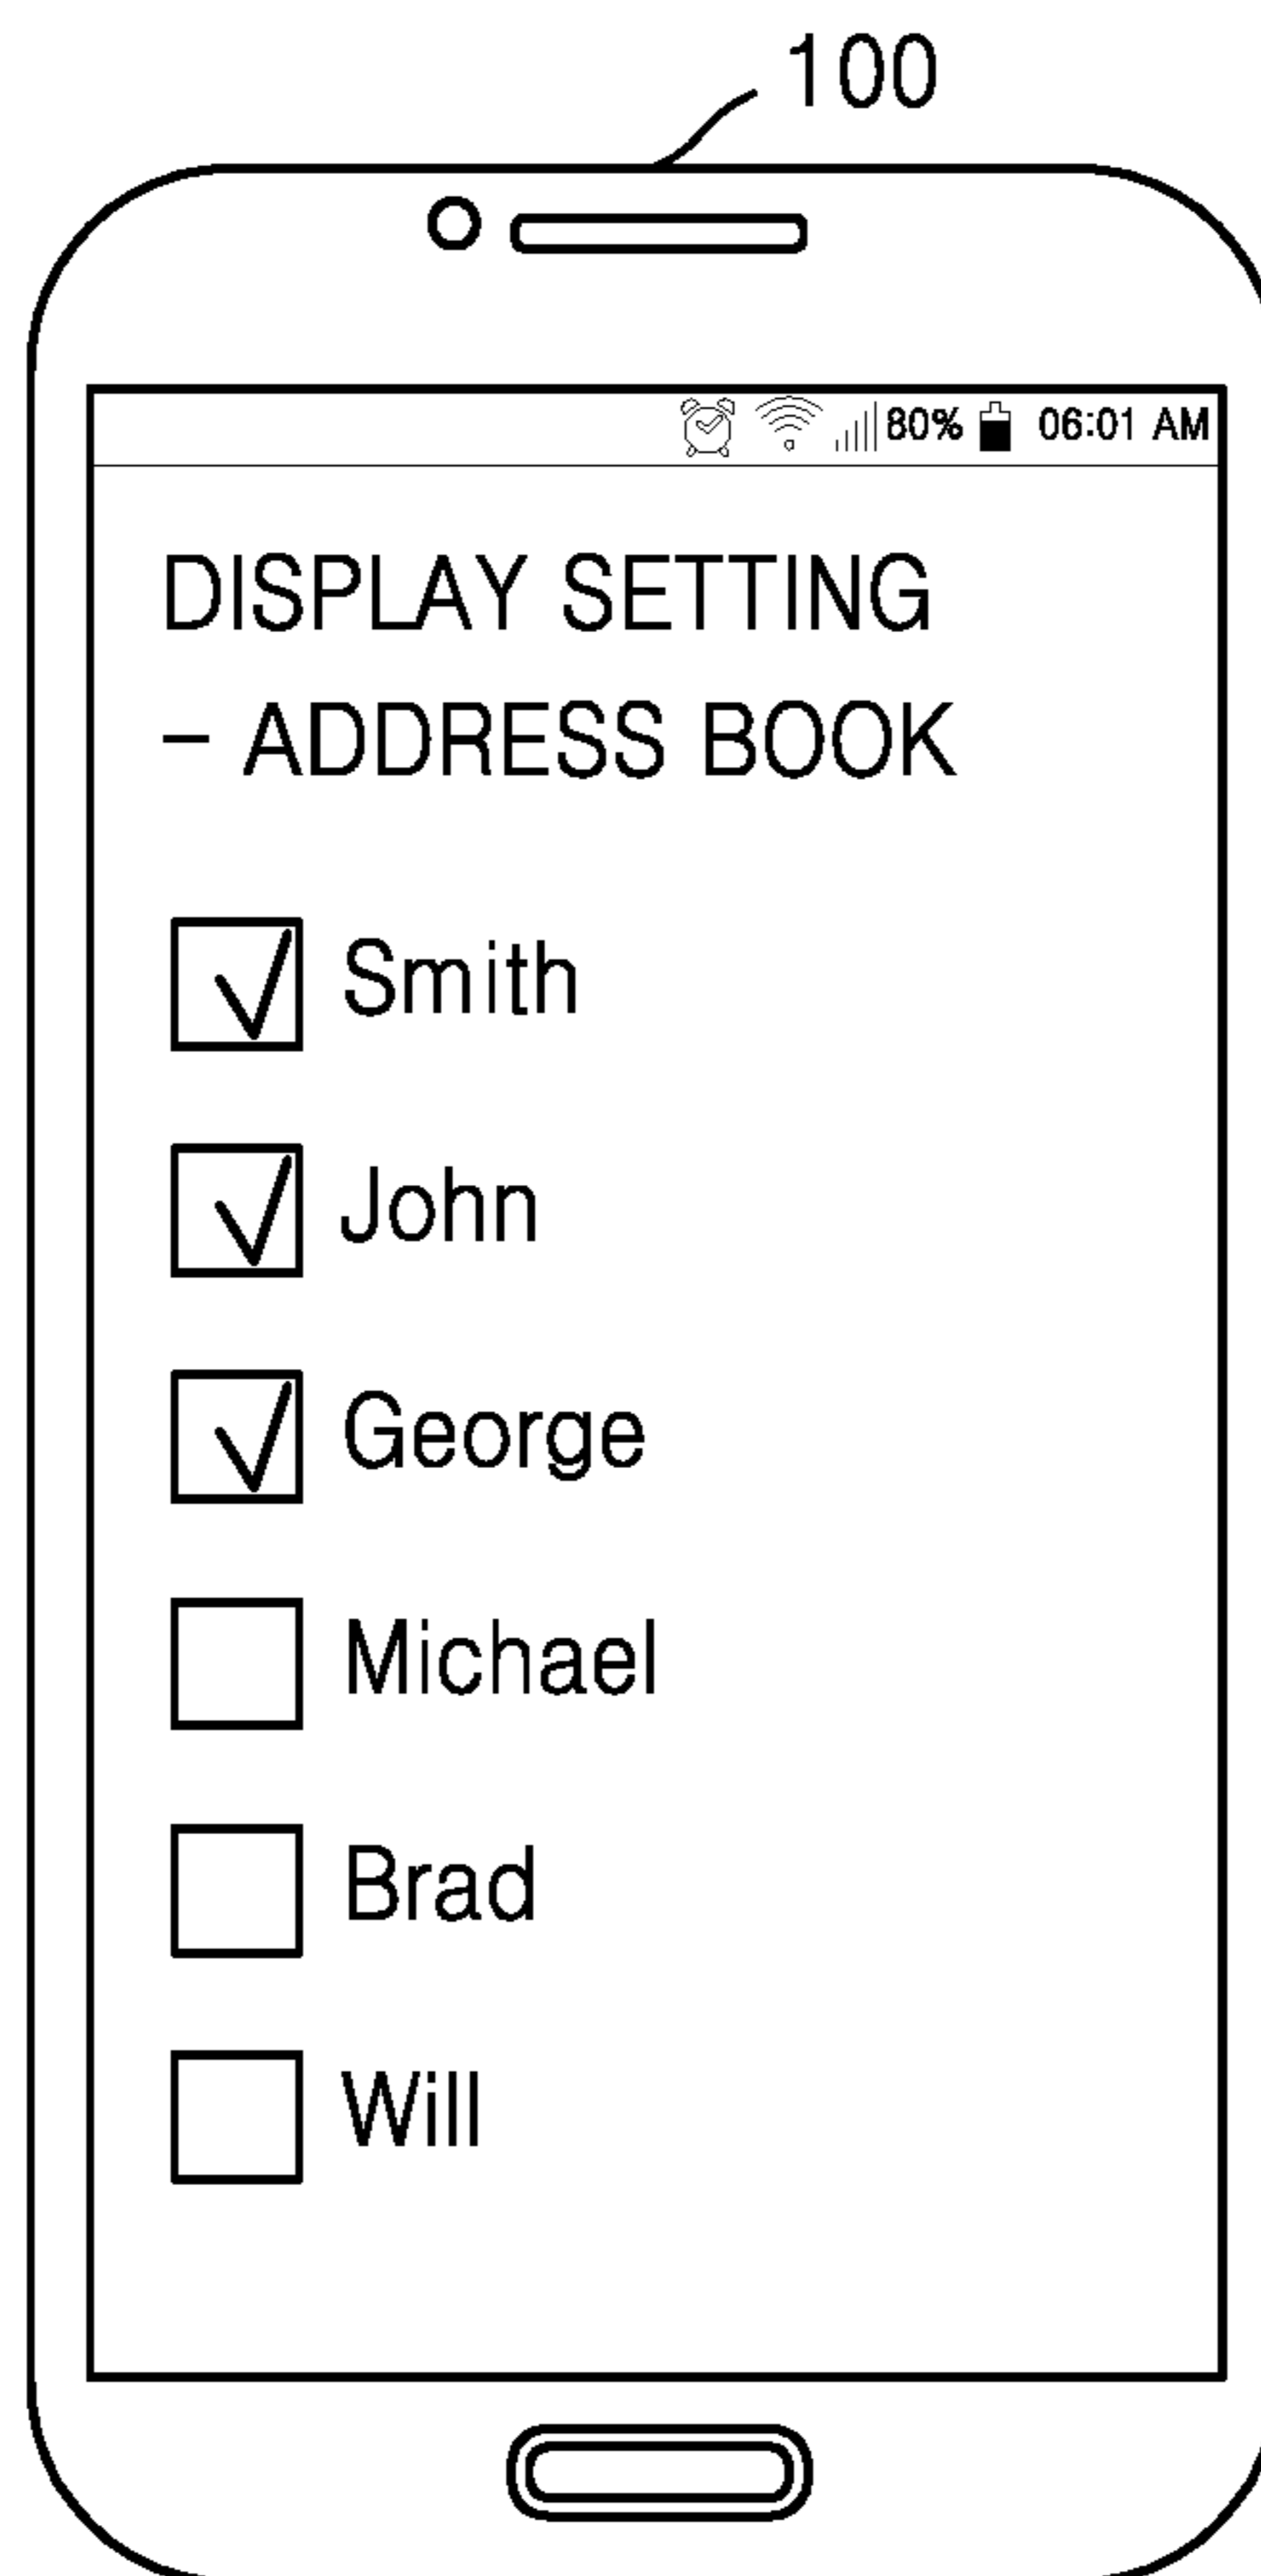 100
80% 06:01 AM
DISPLAY SETTING
- ADDRESS BOOK
Smith
John
George
Michael
Brad
Will